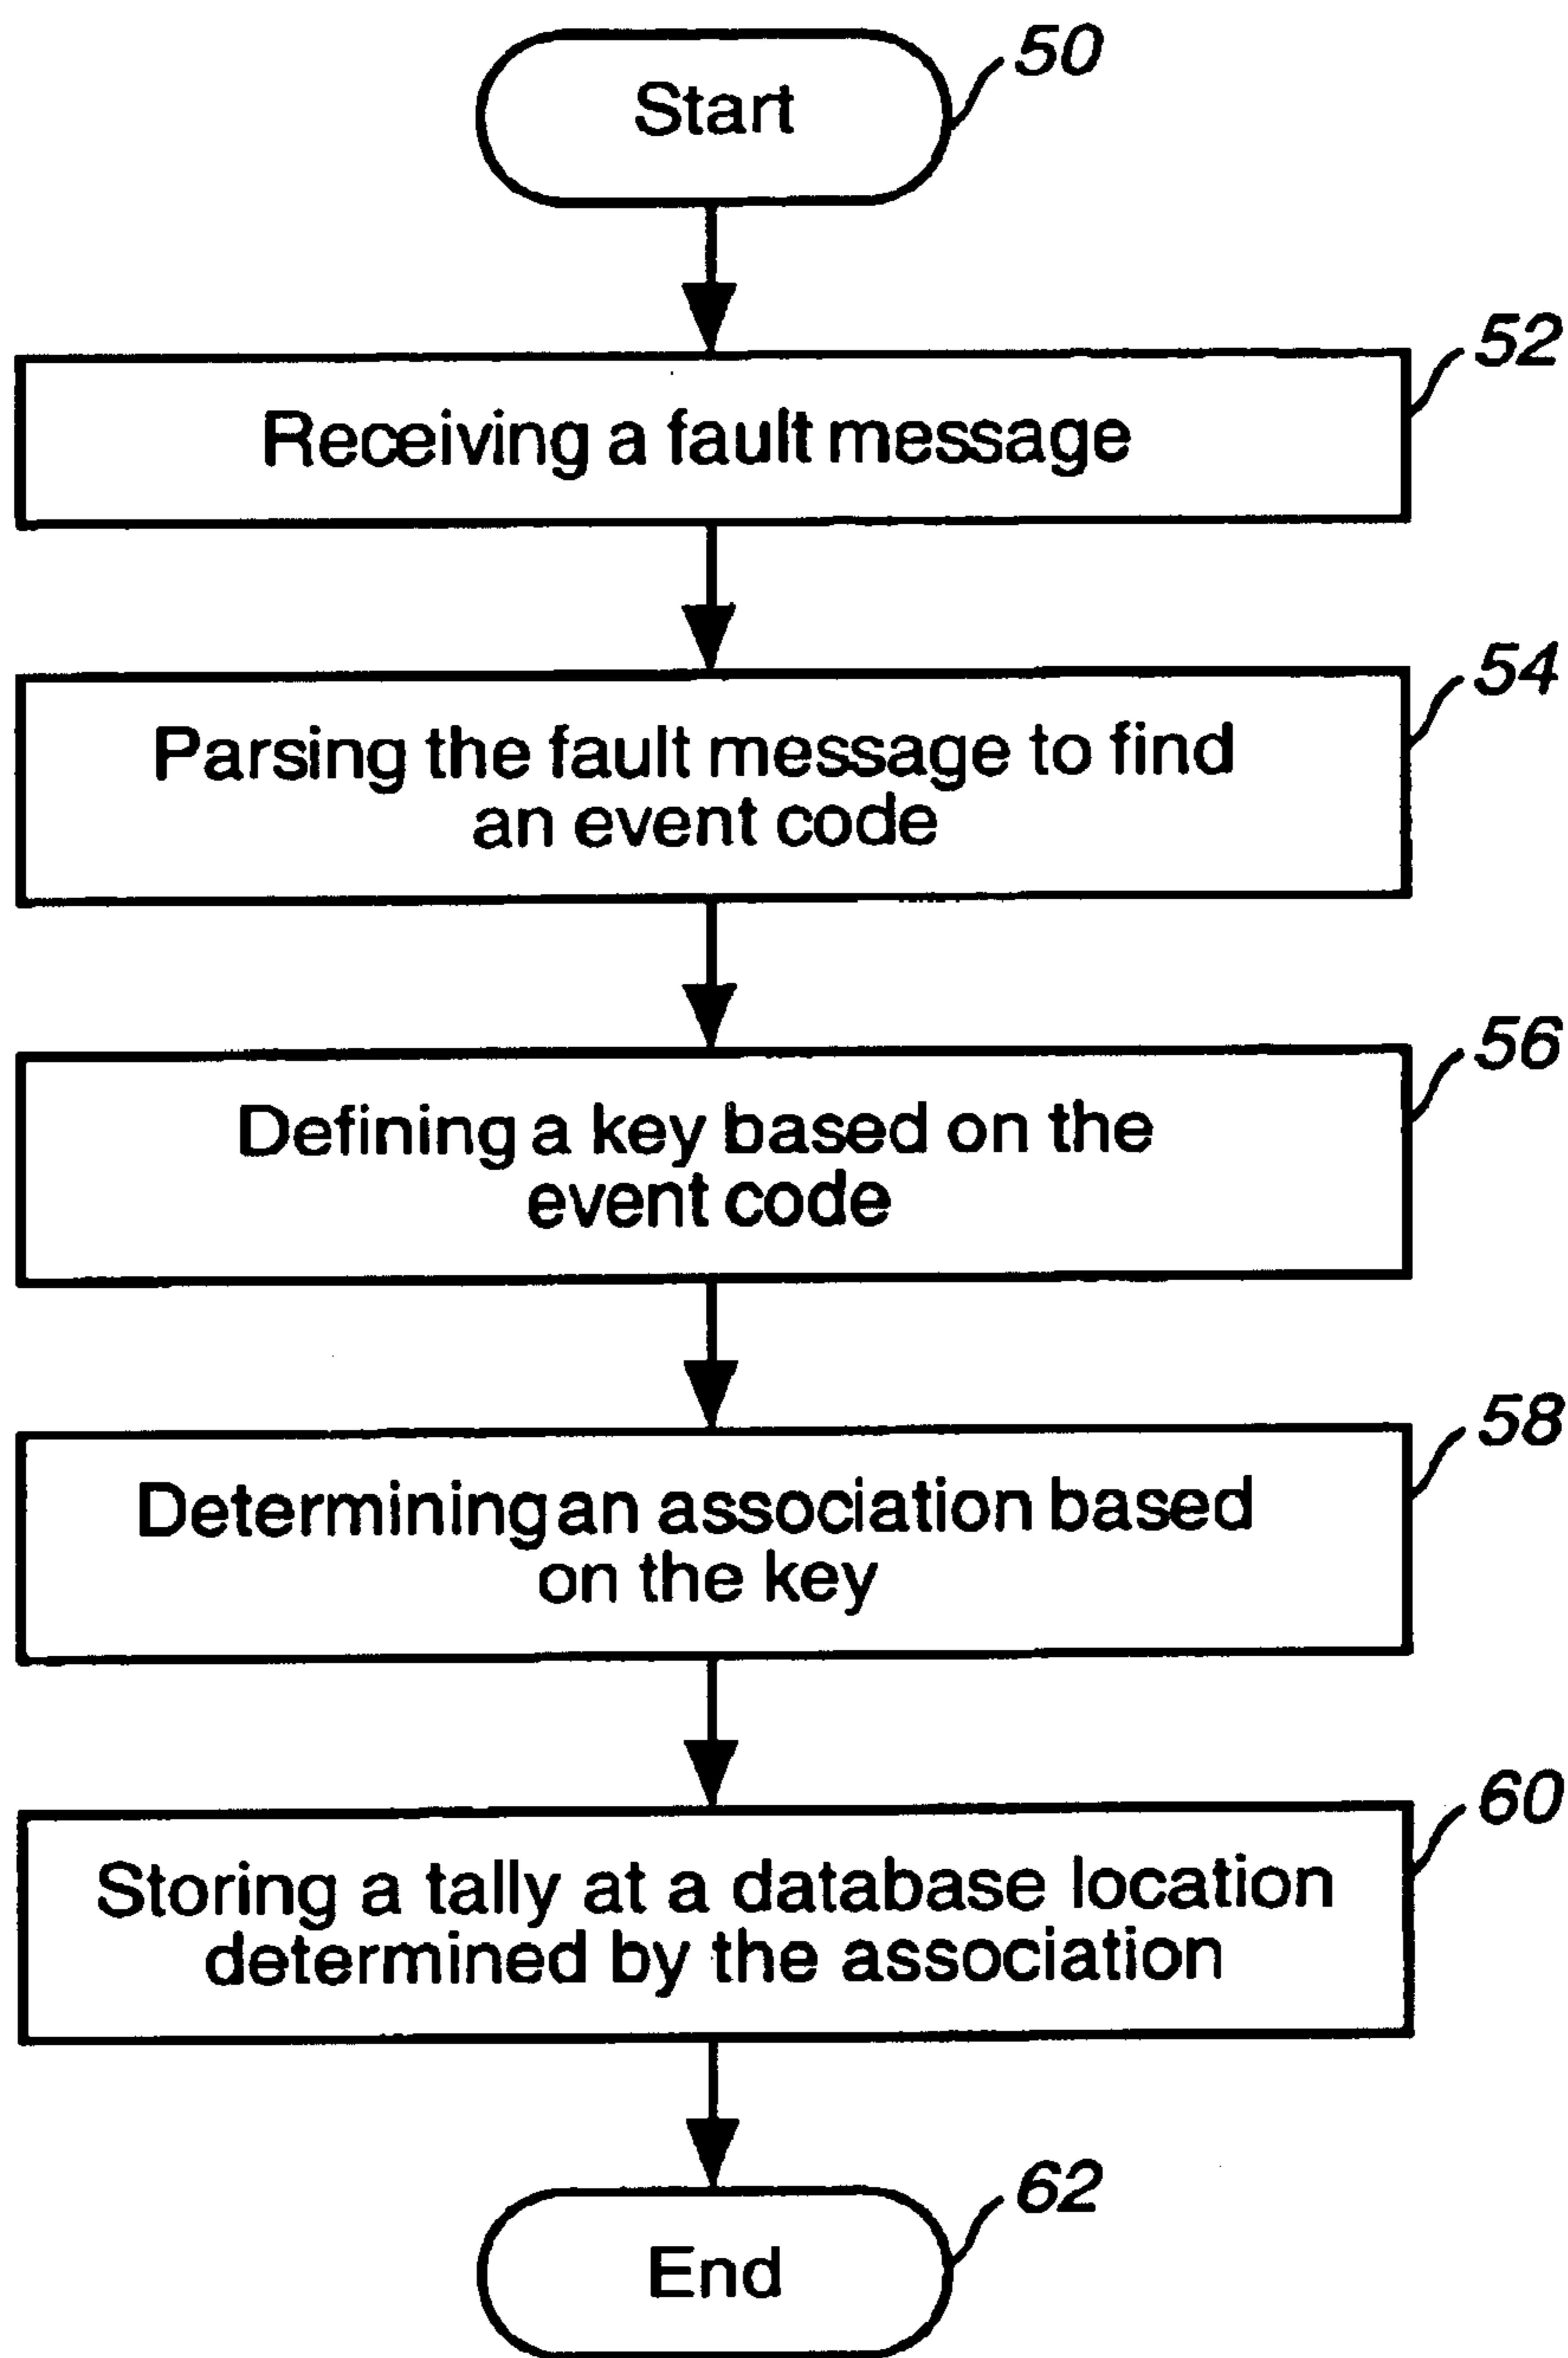 Start
50
Receiving a fault message
52
Parsing the fault message to find
an event code
54
Defining a key based on the
event code
56
Determining an association based
on the key
58
Storing a tally at a database location
determined by the association
60
End
62